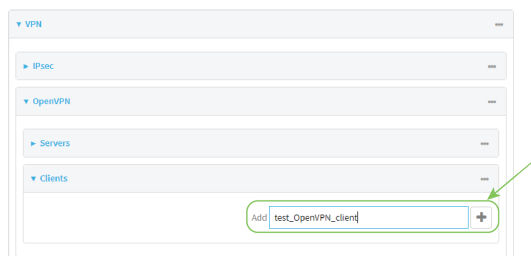 VPN
IPsec
OpenVPN
Servers
Clients
Add test_OpenVPN_client